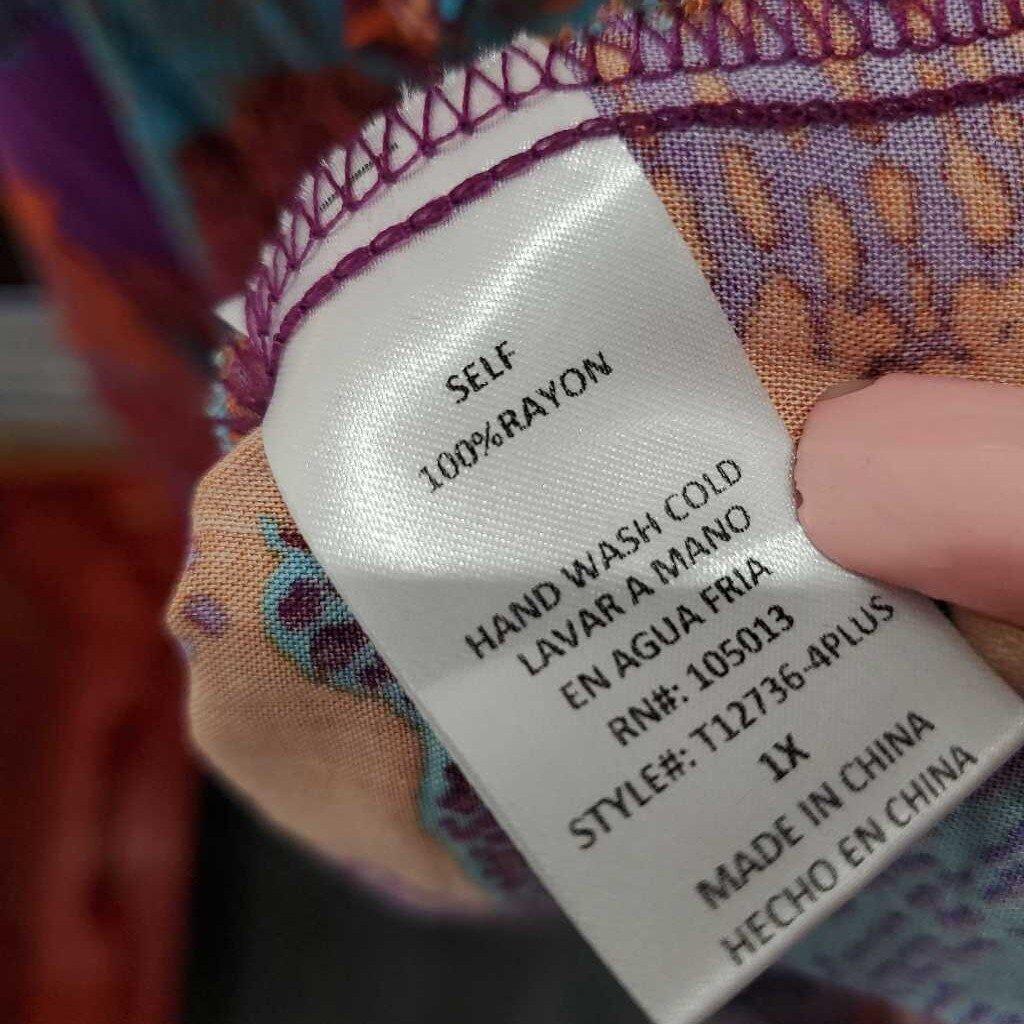 SELF
100%RAYON
HAND WASH COLD
LAVAR A MANO
EN AGUA FRIA
RN#: 105013
STYLE#: T12736-4PLUS
1X
MADE IN CHINA
HECHO EN CHINA